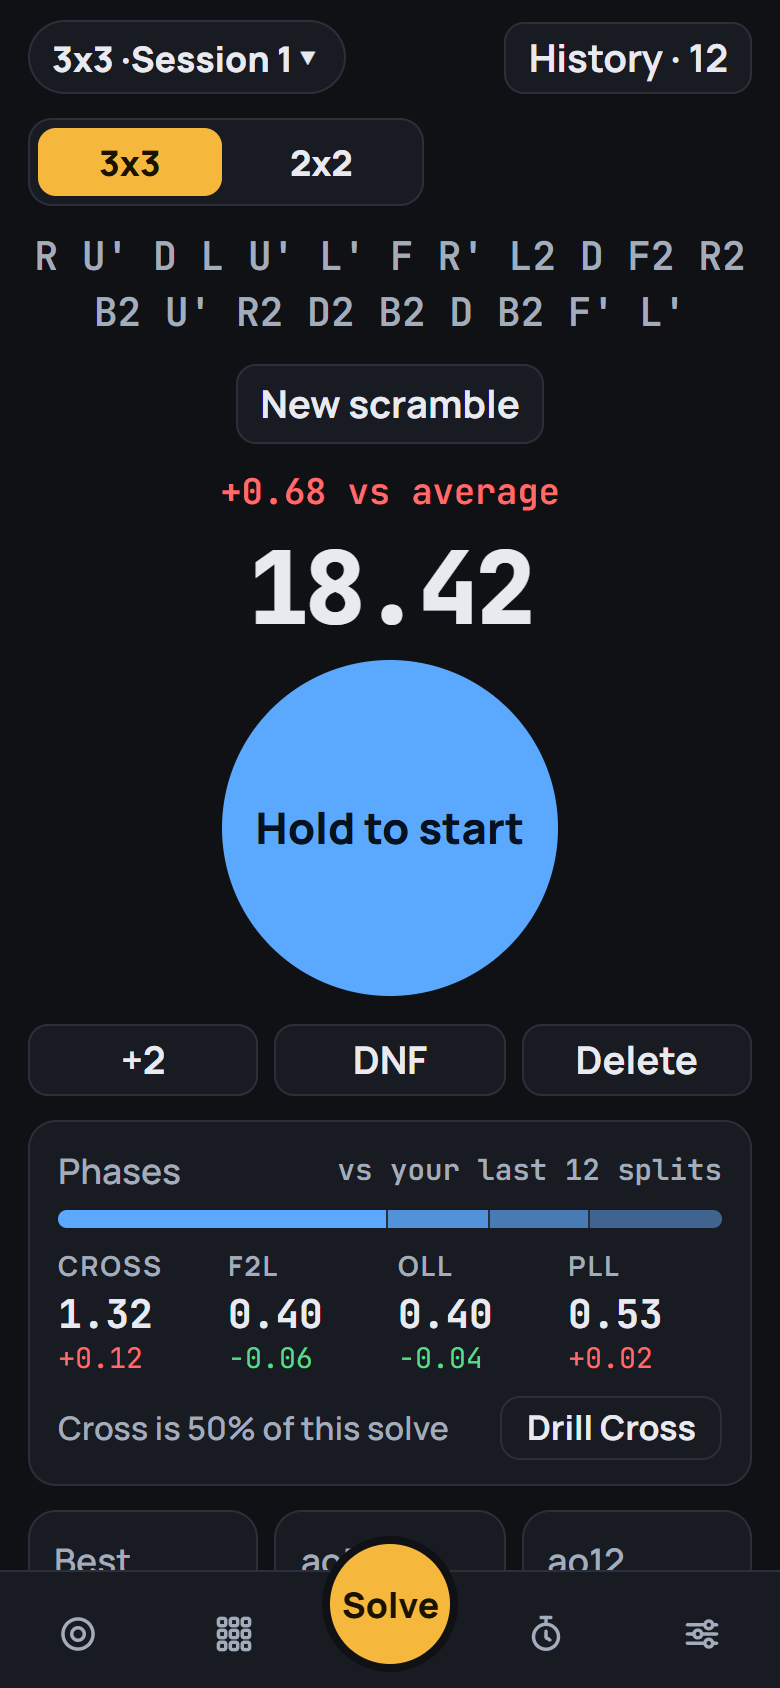 3x3 ·Session 1 ▼
History · 12
3x3 2x2
R U' D L U' L' F R' L2 D F2 R2
B2 U' R2 D2 B2 D B2 F' L'
New scramble
+0.68 vs average
18.42
Hold to start
+2 DNF Delete
Phases vs your last 12 splits
CROSS F2L OLL PLL
1.32 0.40 0.40 0.53
+0.12 -0.06 -0.04 +0.02
Cross is 50% of this solve Drill Cross
Best ao12
Solve